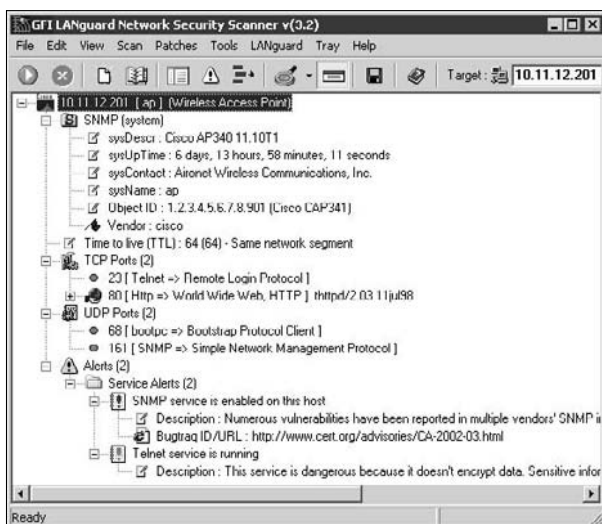 GFI LANguard Network Security Scanner v(3.2)
File Edit View Scan Patches Tools LANguard Tray Help
Target: 10.11.12.201
10.11.12.201 [ ap ] (Wireless Access Point)
SNMP (system)
sysDescr : Cisco AP340 11.10T1
sysUpTime : 6 days, 13 hours, 58 minutes, 11 seconds
sysContact : Aironet Wireless Communications, Inc.
sysName : ap
Object ID : 1.2.3.4.5.6.7.8.901 (Cisco CAP341)
Vendor : cisco
Time to live (TTL) : 64 (64) - Same network segment
TCP Ports (2)
23 [ Telnet => Remote Login Protocol ]
80 [ Http => World Wide Web, HTTP ] thttpd/2.03 11jul98
UDP Ports (2)
68 [ bootpc => Bootstrap Protocol Client ]
161 [ SNMP => Simple Network Management Protocol ]
Alerts (2)
Service Alerts (2)
SNMP service is enabled on this host
Description : Numerous vulnerabilities have been reported in multiple vendors' SNMP i
Bugtraq ID/URL : http://www.cert.org/advisories/CA-2002-03.html
Telnet service is running
Description : This service is dangerous because it doesn't encrypt data. Sensitive infor
Ready